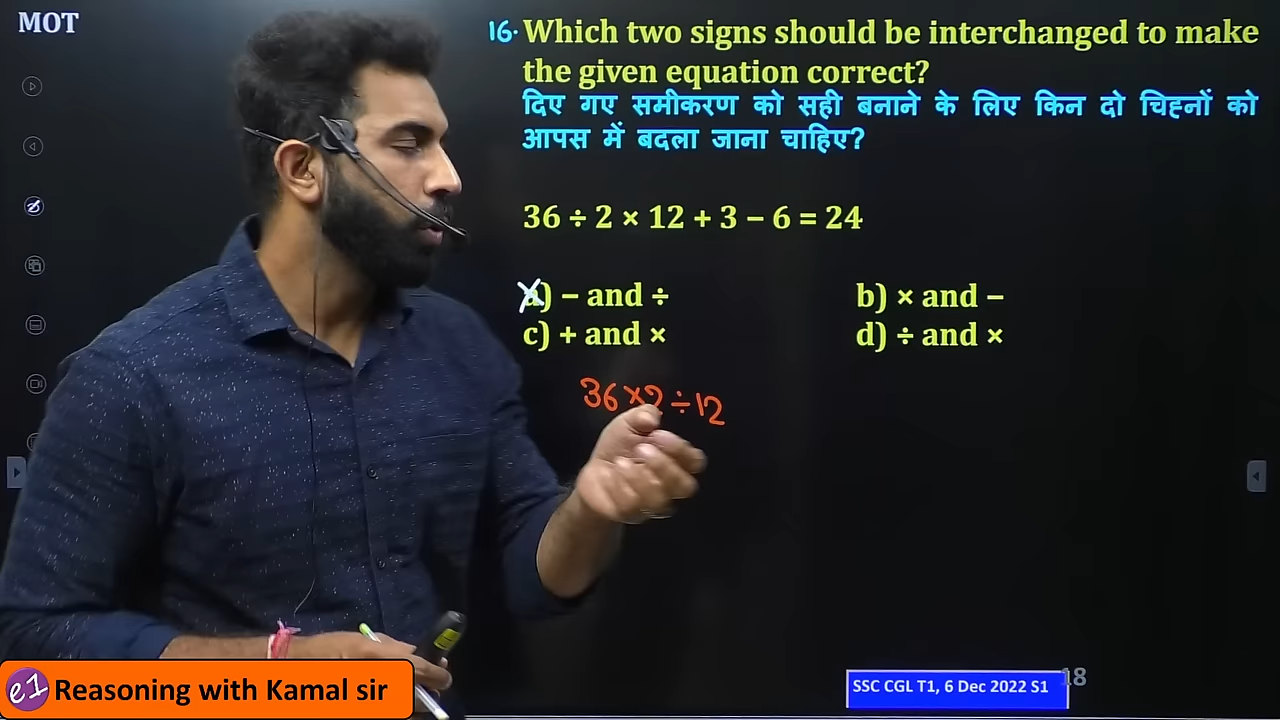 MOT
16. Which two signs should be interchanged to make
the given equation correct?
दिए गए समीकरण को सही बनाने के लिए किन दो चिह्नों को
आपस में बदला जाना चाहिए?
36 ÷ 2 × 12 + 3 – 6 = 24
a) – and ÷
b) × and –
c) + and ×
d) ÷ and ×
36 × 2 ÷ 12
e1 Reasoning with Kamal sir
SSC CGL T1, 6 Dec 2022 S1
18